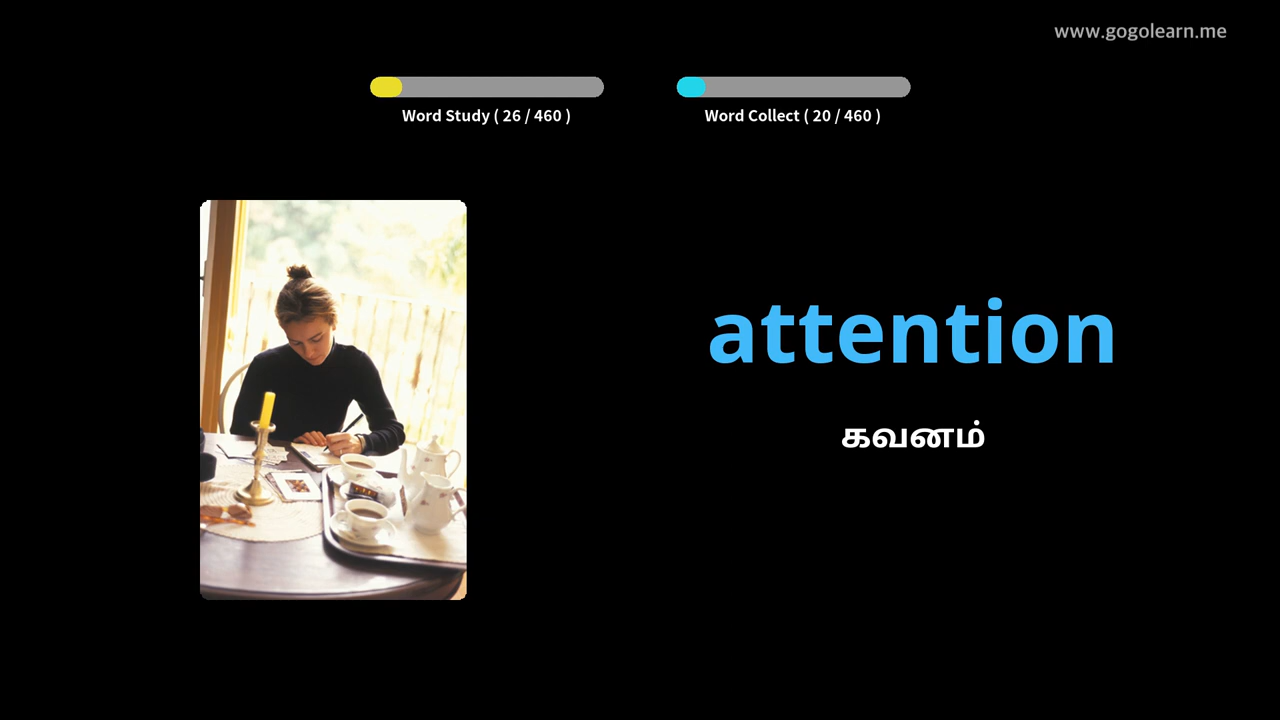 www.gogolearn.me
Word Study ( 26 / 460 )
Word Collect ( 20 / 460 )
attention
கவனம்